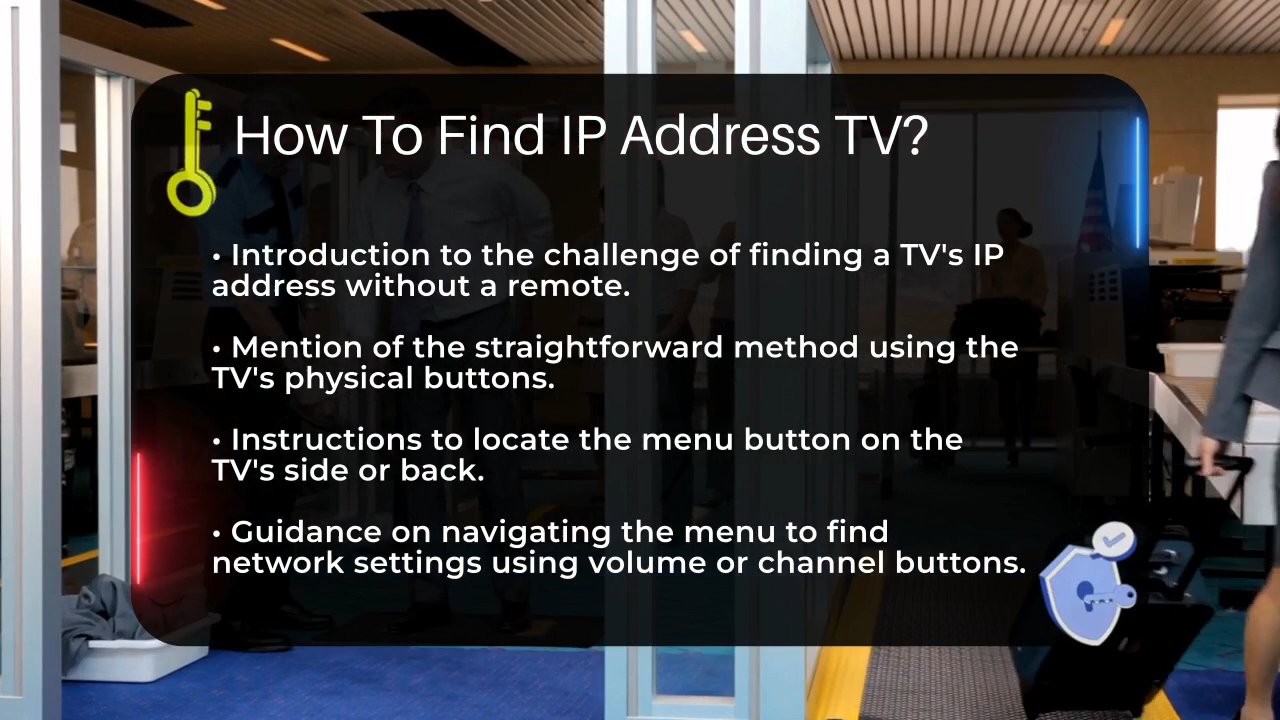 How To Find IP Address TV?
• Introduction to the challenge of finding a TV's IP
address without a remote.
• Mention of the straightforward method using the
TV's physical buttons.
• Instructions to locate the menu button on the
TV's side or back.
• Guidance on navigating the menu to find
network settings using volume or channel buttons.